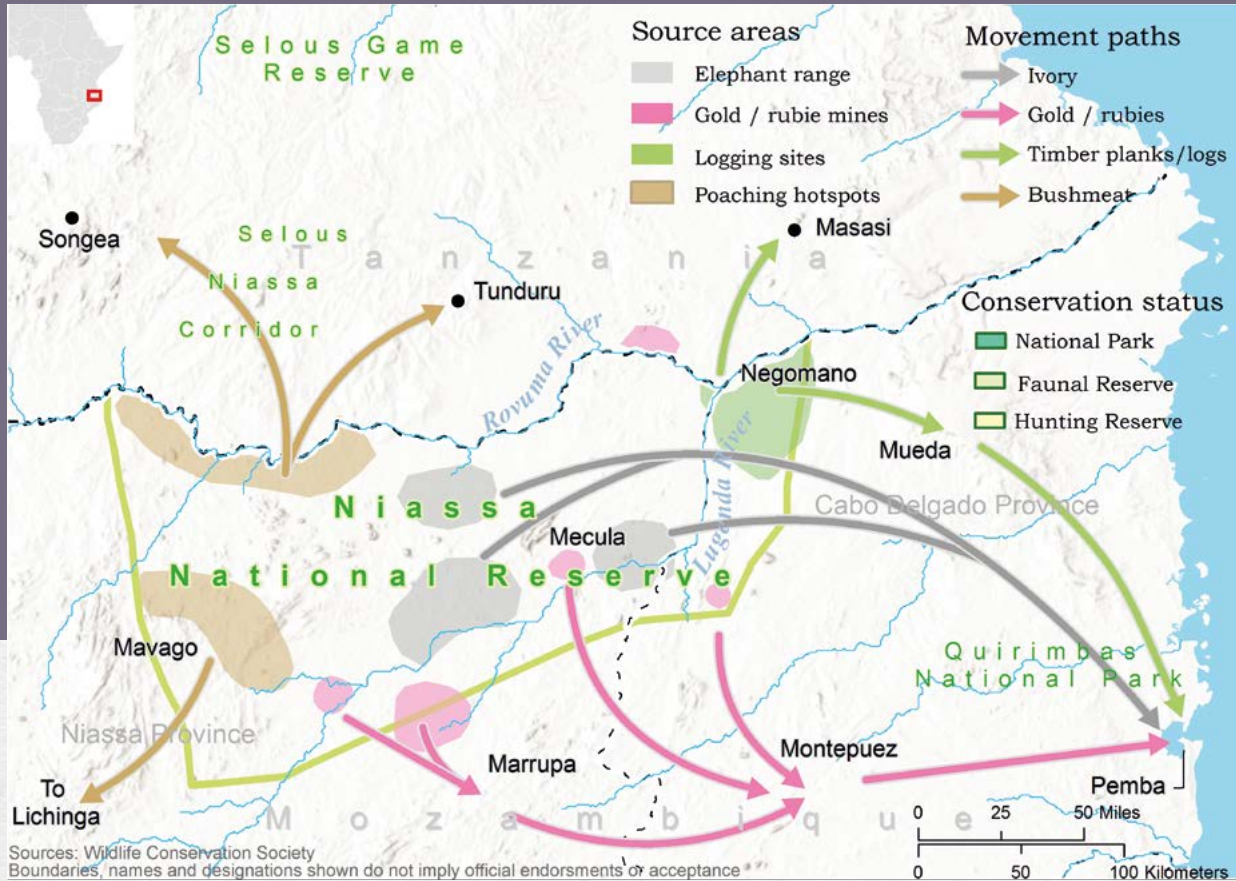 Selous Game
Reserve
Source areas
Elephant range
Gold / rubie mines
Logging sites
Poaching hotspots
Movement paths
Ivory
Gold / rubies
Timber planks/logs
Bushmeat
Songea
Selous
Niassa
Corridor
Tanzania
Masasi
Tunduru
Conservation status
National Park
Faunal Reserve
Hunting Reserve
Rovuma River
Negomano
Mueda
Lugenda River
Cabo Delgado Province
Niassa
Mecula
National Reserve
Mavago
Quirimbas
National Park
Niassa Province
Montepuez
Marrupa
Pemba
To
Lichinga
Mozambique
0 25 50 Miles
0 50 100 Kilometers
Sources: Wildlife Conservation Society
Boundaries, names and designations shown do not imply official endorsements or acceptance